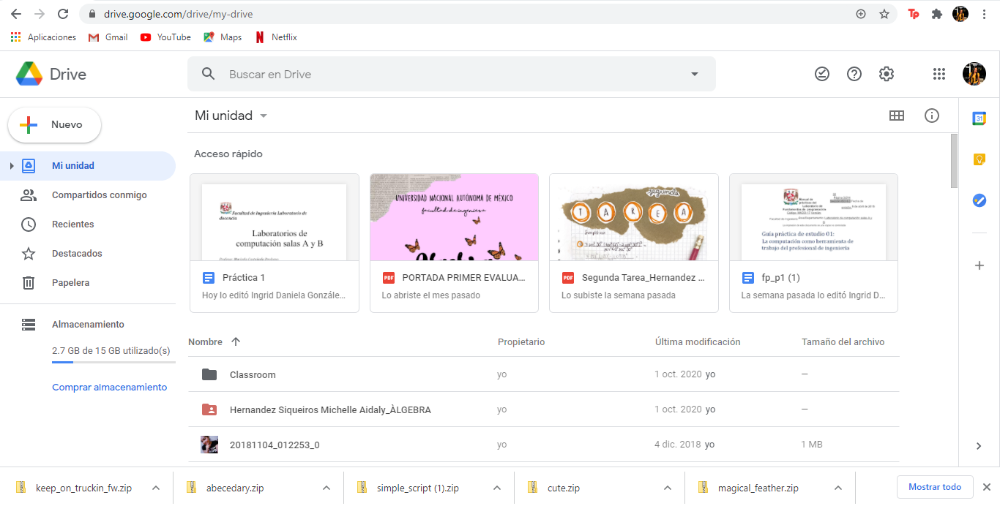 drive.google.com/drive/my-drive
Tp
Aplicaciones Gmail YouTube Maps Netflix
Drive
Buscar en Drive
Nuevo
Mi unidad
Compartidos conmigo
Recientes
Destacados
Papelera
Almacenamiento
2.7 GB de 15 GB utilizado(s)
Comprar almacenamiento
Mi unidad
31
Acceso rápido
Facultad de Ingeniería Laboratorio de
docencia
Laboratorios de
computación salas A y B
Práctica 1
Hoy lo editó Ingrid Daniela Gonzále...
UNIVERSIDAD NACIONAL AUTÓNOMA DE MÉXICO
facultad de ingeniera
PDF PORTADA PRIMER EVALUA...
Lo abriste el mes pasado
segunda
TAREA
PDF Segunda Tarea_Hernandez ...
Lo subiste la semana pasada
Guía práctica de estudio 01:
La computación como herramienta de
trabajo del profesional de ingeniería
fp_p1 (1)
La semana pasada lo editó Ingrid D...
Nombre Propietario Última modificación Tamaño del archivo
Classroom yo 1 oct. 2020 yo —
Hernandez Siqueiros Michelle Aidaly_ÀLGEBRA yo 1 oct. 2020 yo —
20181104_012253_0 yo 4 dic. 2018 yo 1 MB
keep_on_truckin_fw.zip abecedary.zip simple_script (1).zip cute.zip magical_feather.zip Mostrar todo